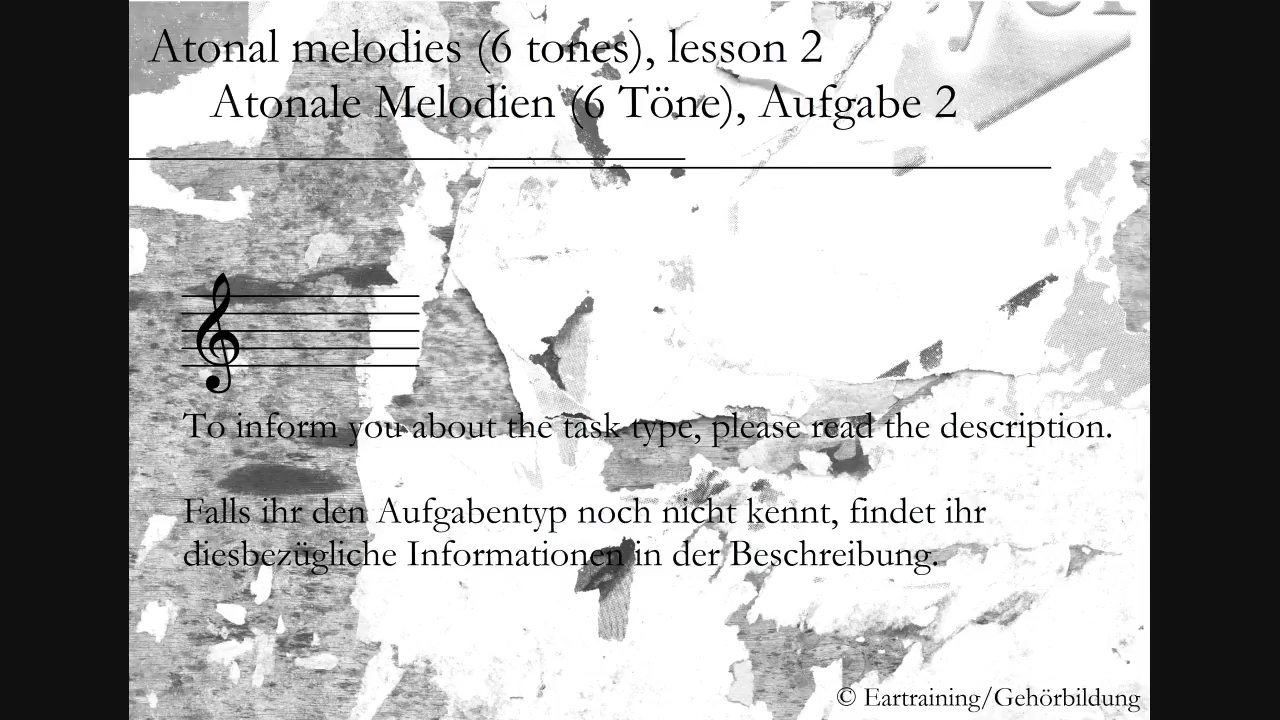 Atonal melodies (6 tones), lesson 2
Atonale Melodien (6 Töne), Aufgabe 2
To inform you about the task type, please read the description.
Falls ihr den Aufgabentyp noch nicht kennt, findet ihr
diesbezügliche Informationen in der Beschreibung.
© Eartraining/Gehörbildung